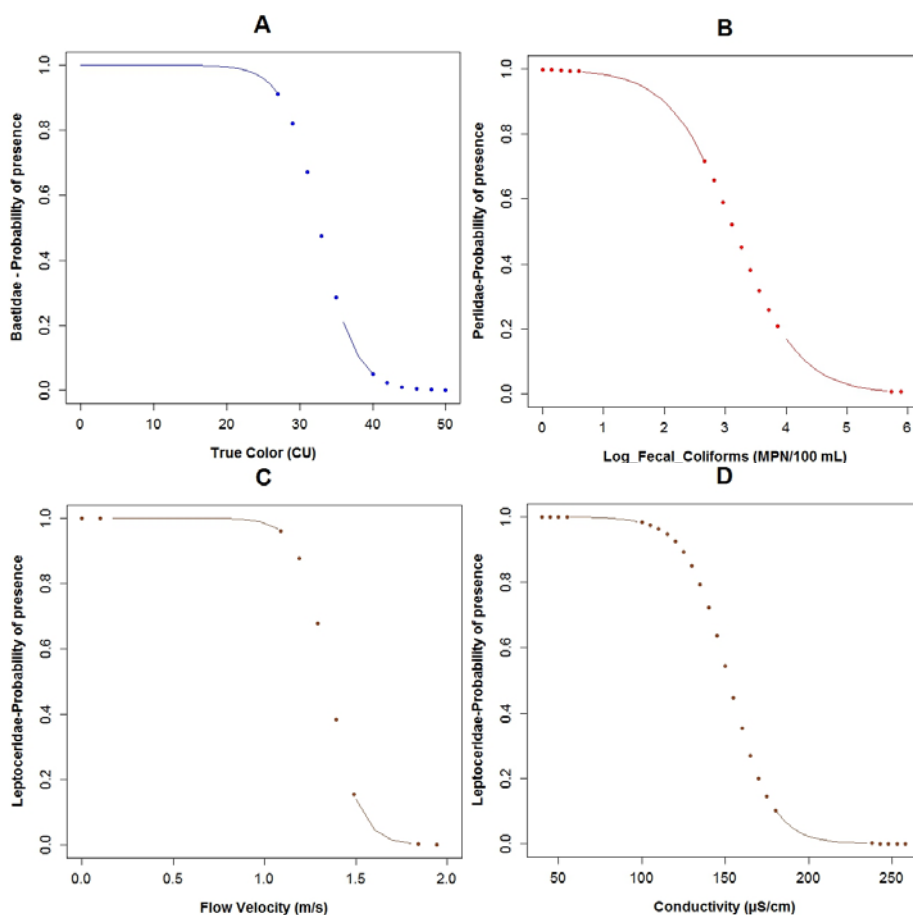 A
Baetidae - Probability of presence
1.0
0.8
0.6
0.4
0.2
0.0
0 10 20 30 40 50
True Color (CU)
B
Perlidae-Probability of presence
1.0
0.8
0.6
0.4
0.2
0.0
0 1 2 3 4 5 6
Log_Fecal_Coliforms (MPN/100 mL)
C
Leptoceridae-Probability of presence
1.0
0.8
0.6
0.4
0.2
0.0
0.0 0.5 1.0 1.5 2.0
Flow Velocity (m/s)
D
Leptoceridae-Probability of presence
1.0
0.8
0.6
0.4
0.2
0.0
50 100 150 200 250
Conductivity (µS/cm)